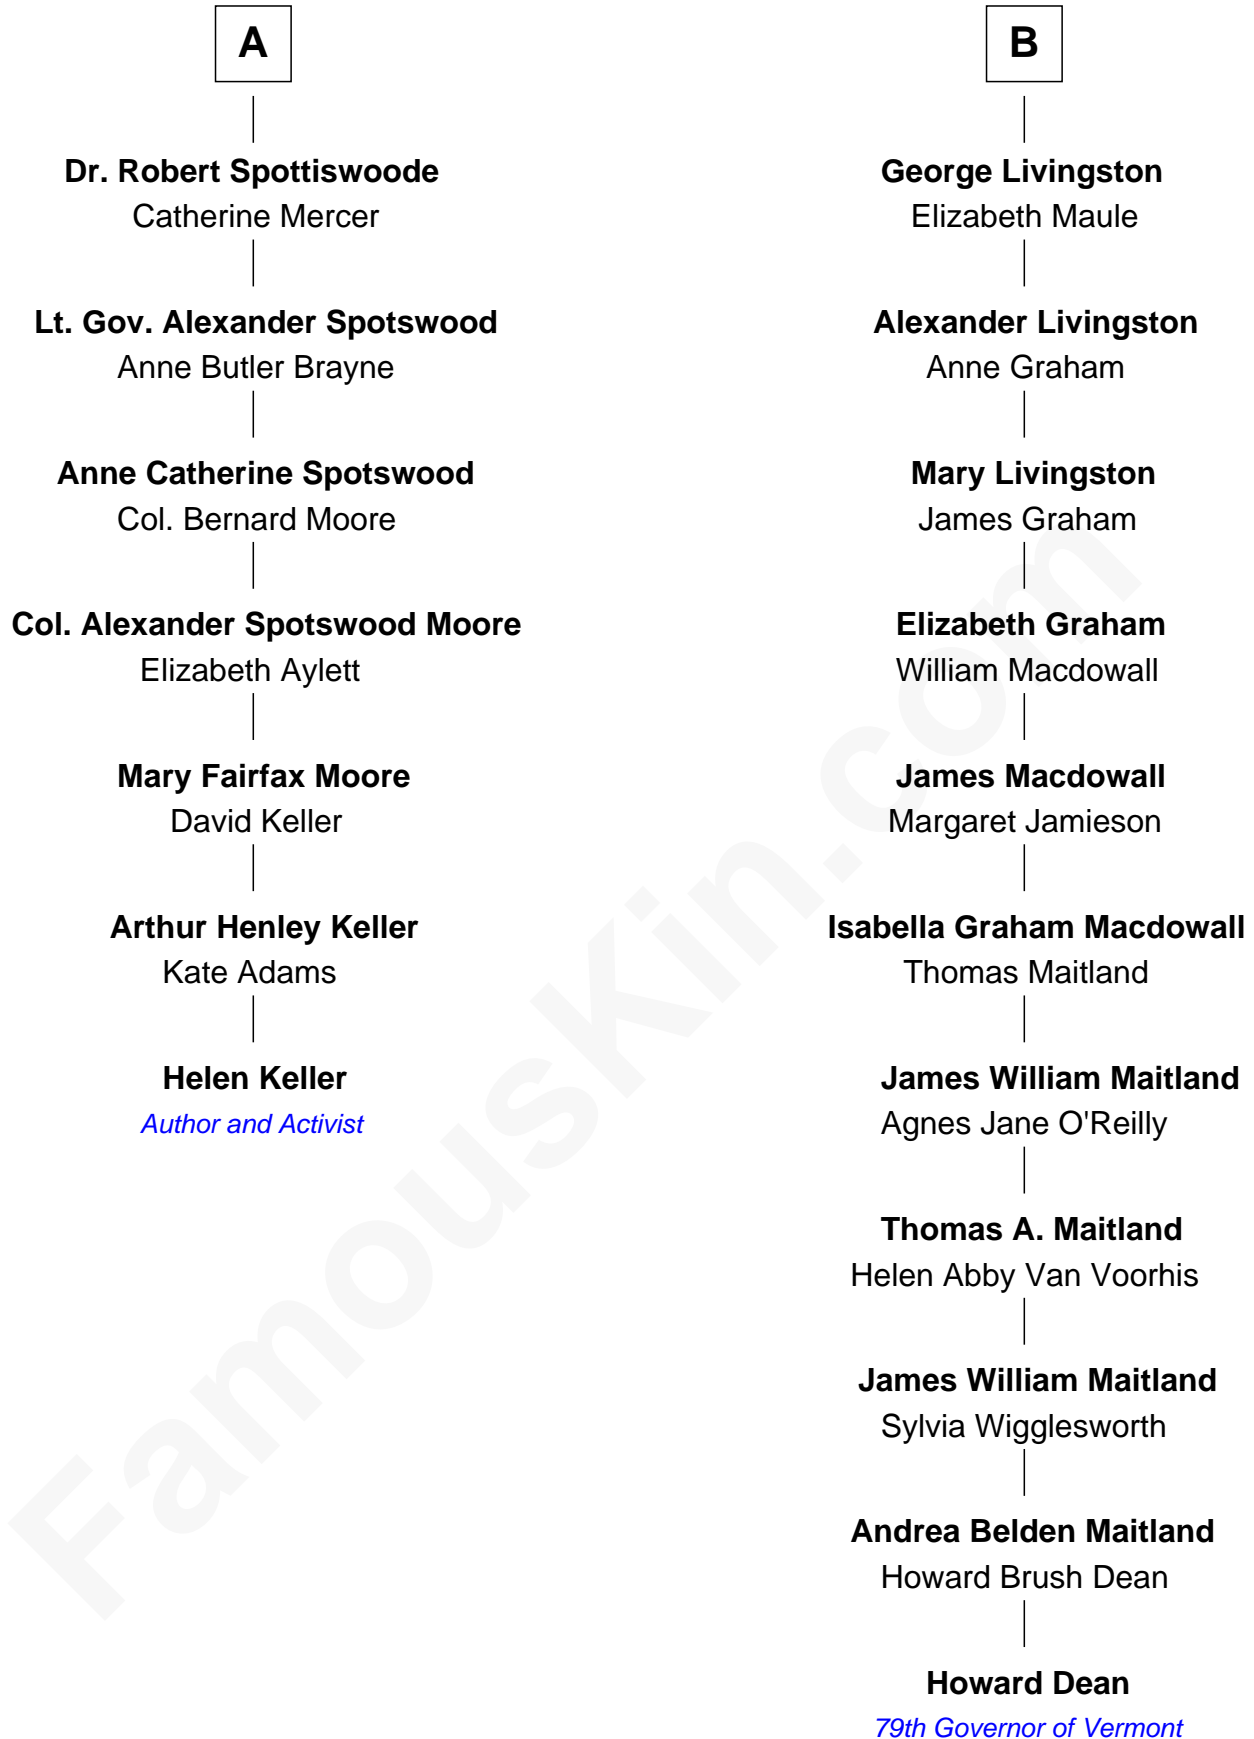 A
Dr. Robert Spottiswoode
Catherine Mercer
Lt. Gov. Alexander Spotswood
Anne Butler Brayne
Anne Catherine Spotswood
Col. Bernard Moore
Col. Alexander Spotswood Moore
Elizabeth Aylett
Mary Fairfax Moore
David Keller
Arthur Henley Keller
Kate Adams
Helen Keller
Author and Activist
B
George Livingston
Elizabeth Maule
Alexander Livingston
Anne Graham
Mary Livingston
James Graham
Elizabeth Graham
William Macdowall
James Macdowall
Margaret Jamieson
Isabella Graham Macdowall
Thomas Maitland
James William Maitland
Agnes Jane O'Reilly
Thomas A. Maitland
Helen Abby Van Voorhis
James William Maitland
Sylvia Wigglesworth
Andrea Belden Maitland
Howard Brush Dean
Howard Dean
79th Governor of Vermont
FamousKin.com